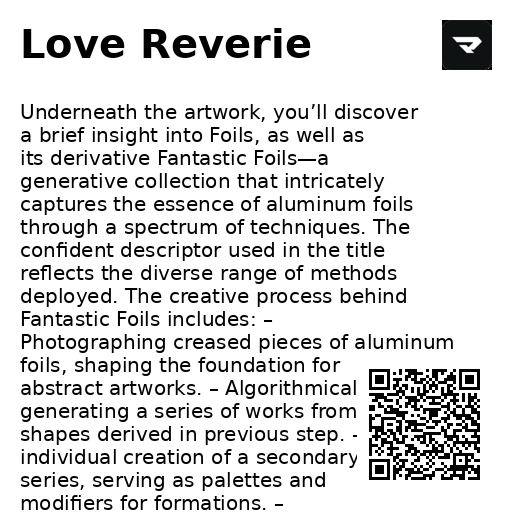 Love Reverie
Underneath the artwork, you’ll discover
a brief insight into Foils, as well as
its derivative Fantastic Foils—a
generative collection that intricately
captures the essence of aluminum foils
through a spectrum of techniques. The
confident descriptor used in the title
reflects the diverse range of methods
deployed. The creative process behind
Fantastic Foils includes: –
Photographing creased pieces of aluminum
foils, shaping the foundation for
abstract artworks. – Algorithmical
generating a series of works from
shapes derived in previous step. -
individual creation of a secondary
series, serving as palettes and
modifiers for formations. –